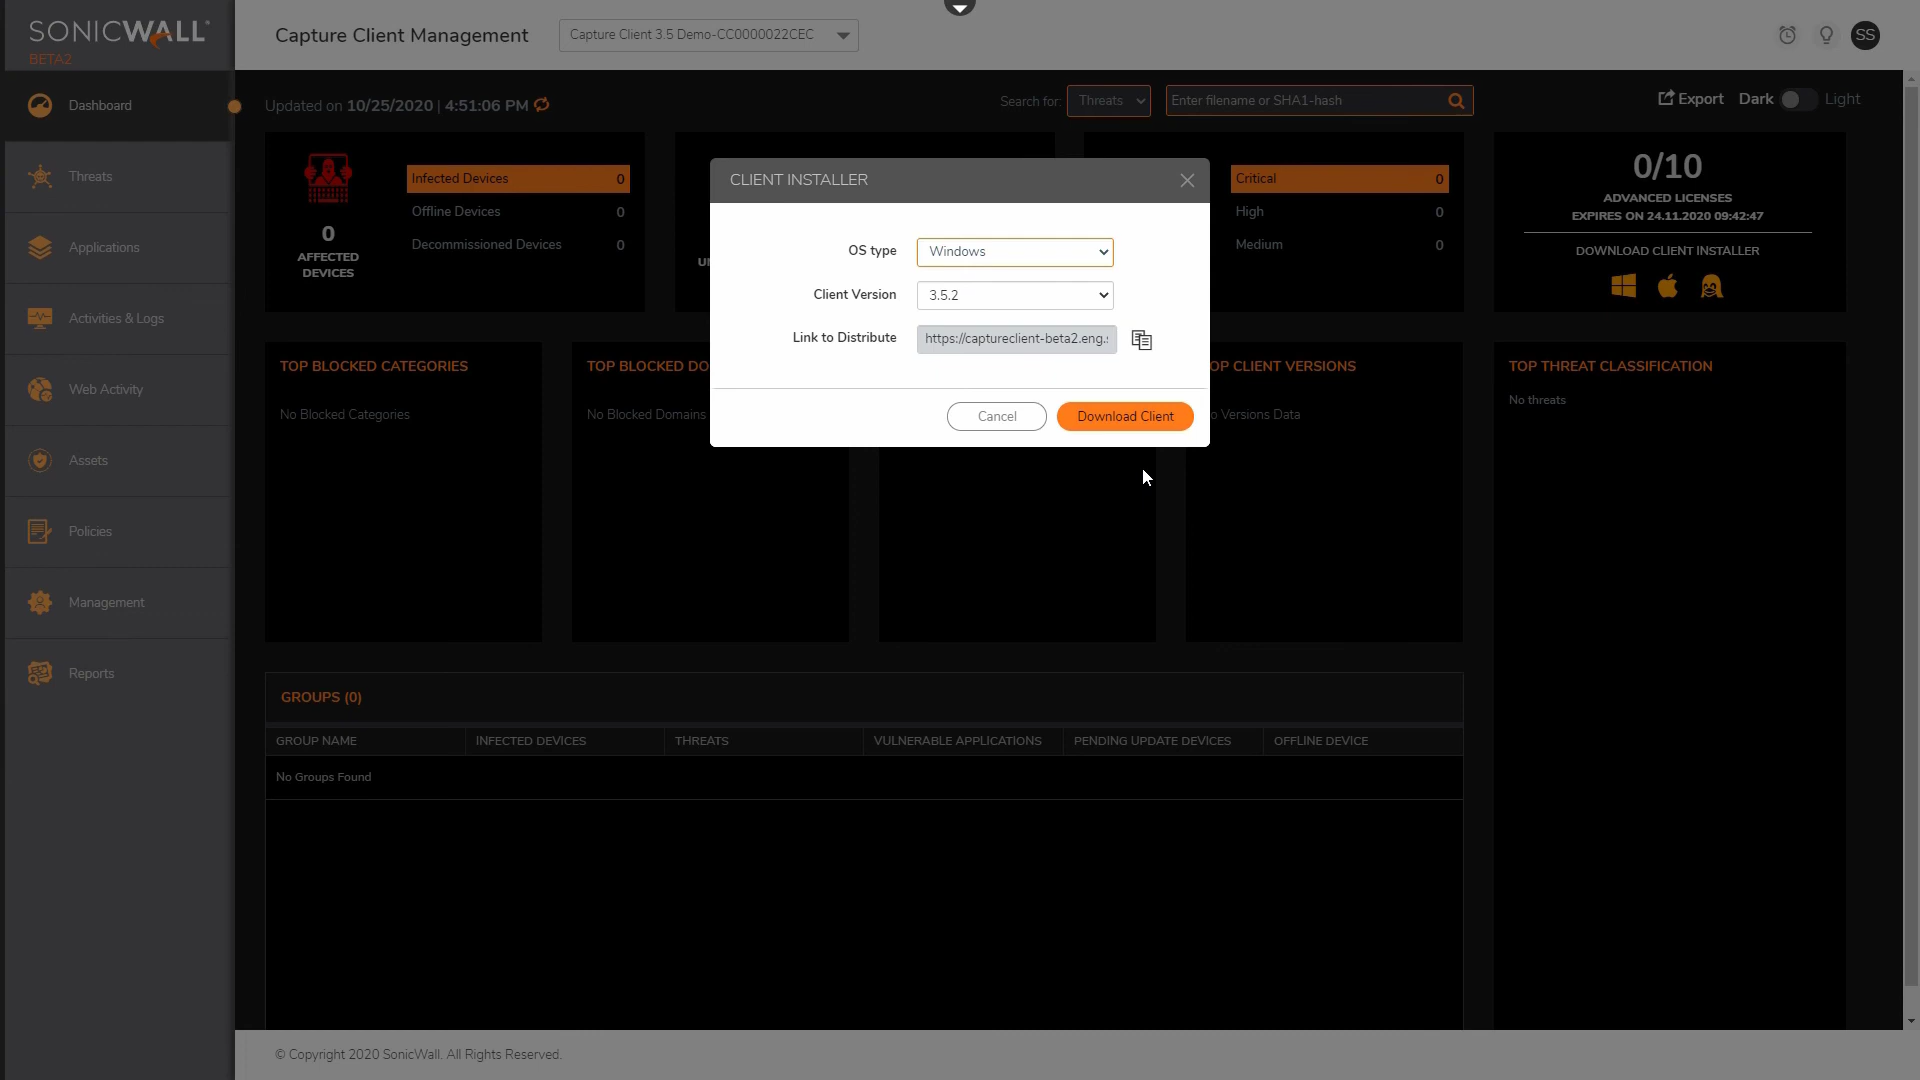 SONICWALL
BETA2
Capture Client Management
Capture Client 3.5 Demo-CC0000022CEC
SS
Dashboard
Threats
Applications
Activities & Logs
Web Activity
Assets
Policies
Management
Reports
Updated on 10/25/2020 | 4:51:06 PM
Search for:
Threats
Enter filename or SHA1-hash
Export
Dark
Light
0
AFFECTED
DEVICES
Infected Devices 0
Offline Devices 0
Decommissioned Devices 0
Critical 0
High 0
Medium 0
0/10
ADVANCED LICENSES
EXPIRES ON 24.11.2020 09:42:47
DOWNLOAD CLIENT INSTALLER
CLIENT INSTALLER
OS type
Windows
Client Version
3.5.2
Link to Distribute
https://captureclient-beta2.eng.
Cancel
Download Client
TOP BLOCKED CATEGORIES
No Blocked Categories
TOP BLOCKED DO
No Blocked Domains
OP CLIENT VERSIONS
o Versions Data
TOP THREAT CLASSIFICATION
No threats
GROUPS (0)
GROUP NAME
INFECTED DEVICES
THREATS
VULNERABLE APPLICATIONS
PENDING UPDATE DEVICES
OFFLINE DEVICE
No Groups Found
© Copyright 2020 SonicWall. All Rights Reserved.